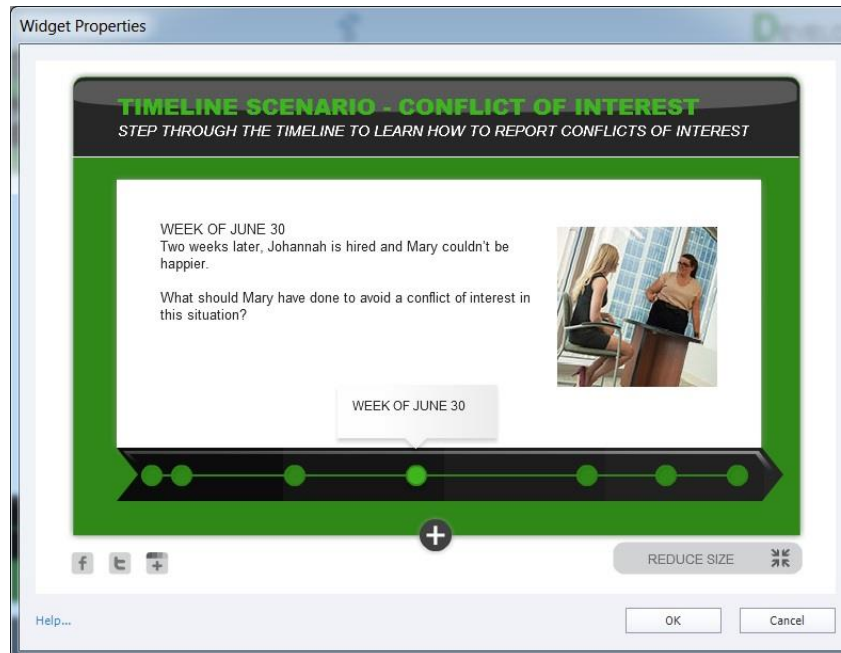 Widget Properties
TIMELINE SCENARIO - CONFLICT OF INTEREST
STEP THROUGH THE TIMELINE TO LEARN HOW TO REPORT CONFLICTS OF INTEREST
WEEK OF JUNE 30
Two weeks later, Johannah is hired and Mary couldn't be
happier.
What should Mary have done to avoid a conflict of interest in
this situation?
WEEK OF JUNE 30
REDUCE SIZE
Help...
OK
Cancel